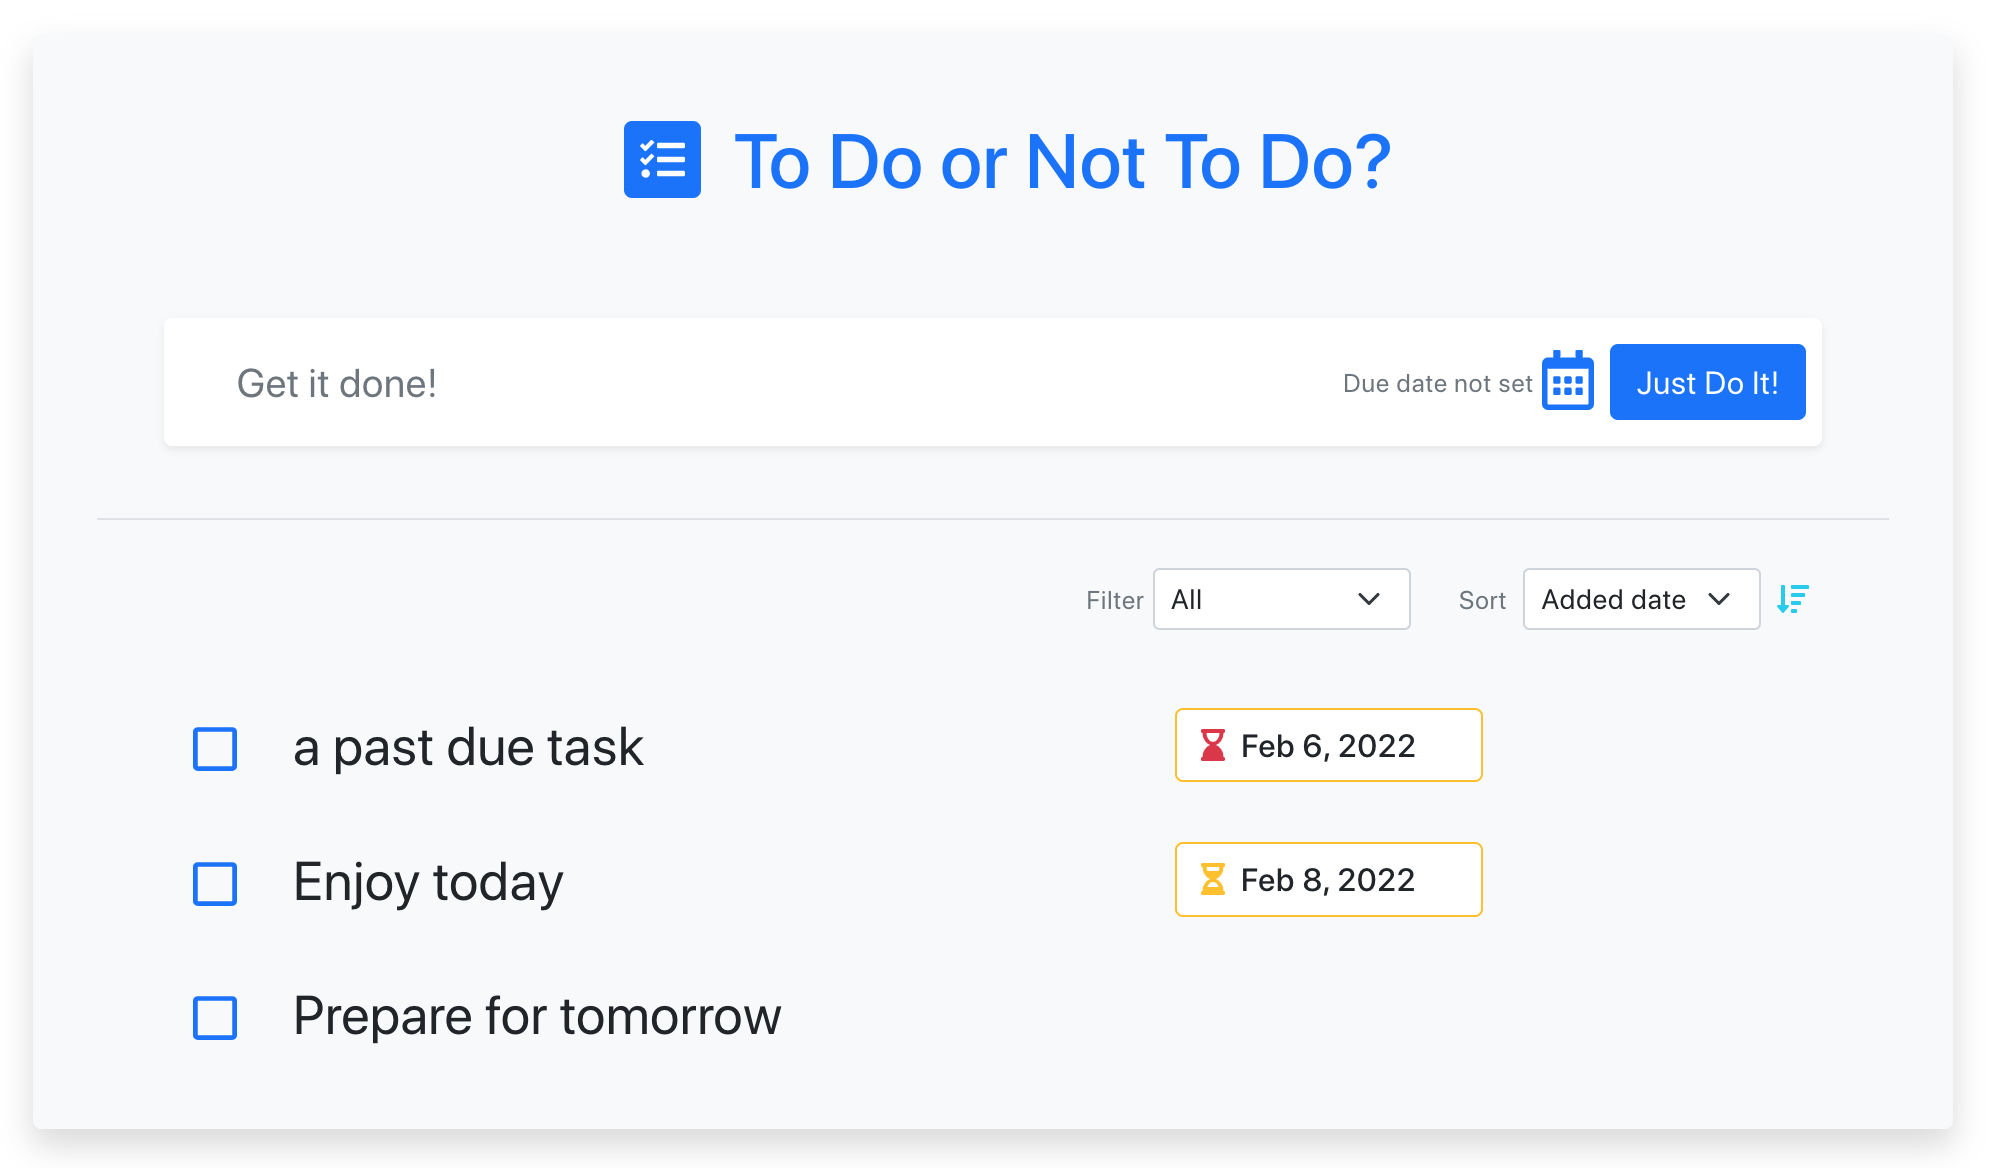 To Do or Not To Do?
Get it done!
Due date not set
Just Do It!
Filter
All
Sort
Added date
a past due task
Feb 6, 2022
Enjoy today
Feb 8, 2022
Prepare for tomorrow